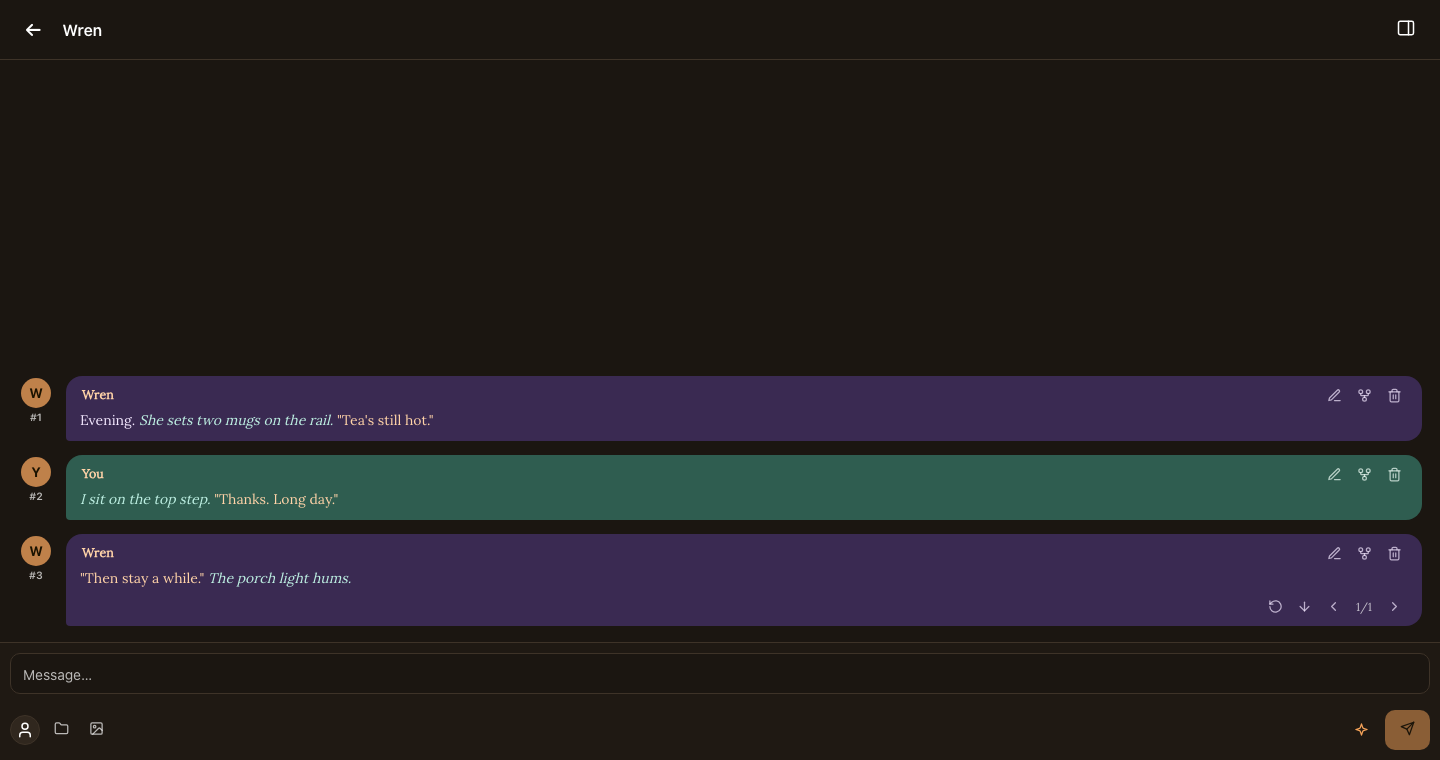 Wren
W
#1
Wren
Evening. She sets two mugs on the rail. "Tea's still hot."
Y
#2
You
I sit on the top step. "Thanks. Long day."
W
#3
Wren
"Then stay a while." The porch light hums.
1/1
Message...